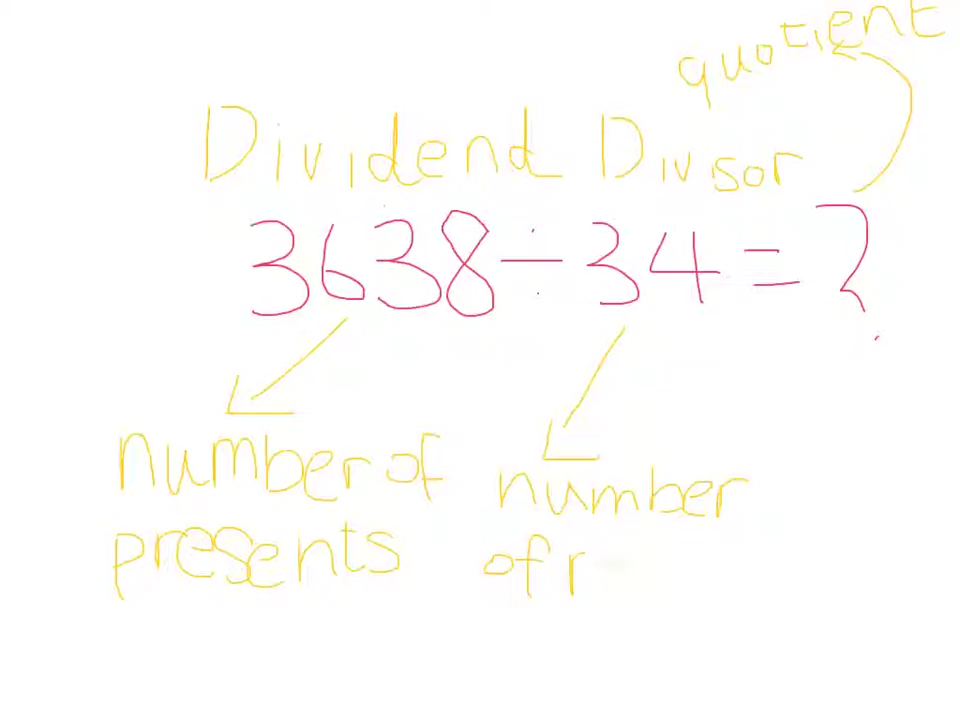 quotient
Dividend Divisor
3638÷34=?
number of number
presents of r